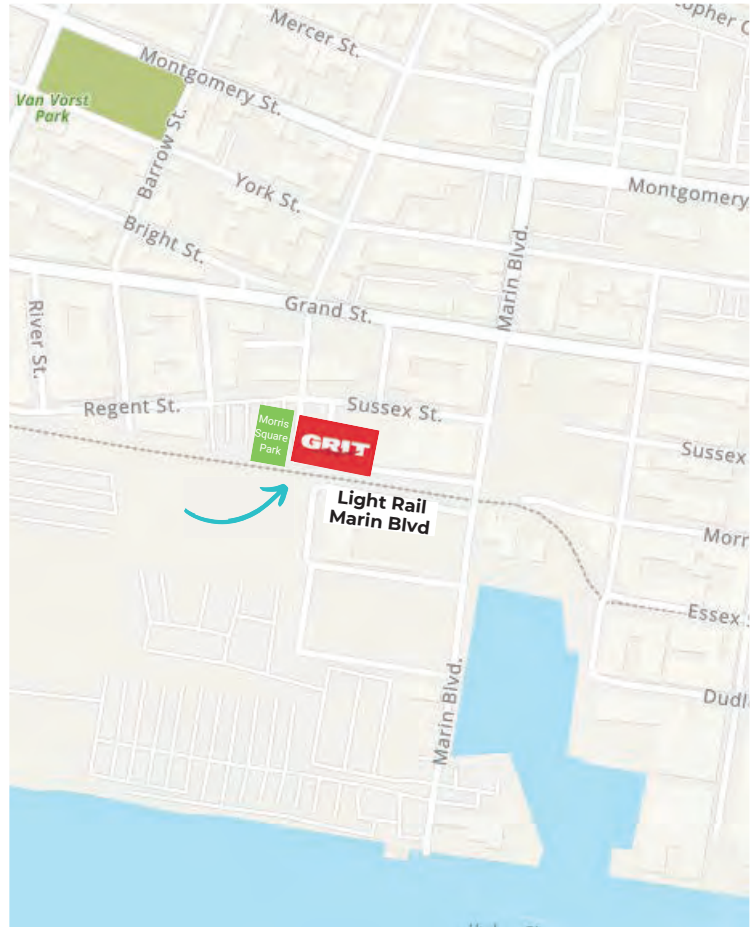 Mercer St.
Montgomery St.
Van Vorst
Park
Barrow St.
York St.
Montgomery
Bright St.
Marin Blvd.
Grand St.
River St.
Regent St.
Sussex St.
Morris
Square
Park
GRIT
Sussex
Light Rail
Marin Blvd
Morr
Essex
Marin Blvd.
Dudl